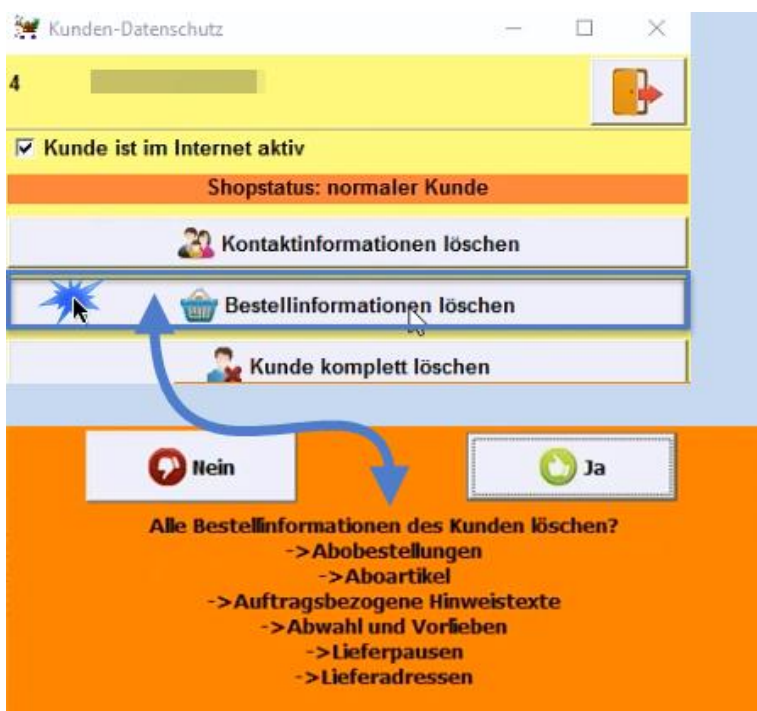 Kunden-Datenschutz
4
Kunde ist im Internet aktiv
Shopstatus: normaler Kunde
Kontaktinformationen löschen
Bestellinformationen löschen
Kunde komplett löschen
Nein
Ja
Alle Bestellinformationen des Kunden löschen?
->Abobestellungen
->Aboartikel
->Auftragsbezogene Hinweistexte
->Abwahl und Vorlieben
->Lieferpausen
->Lieferadressen